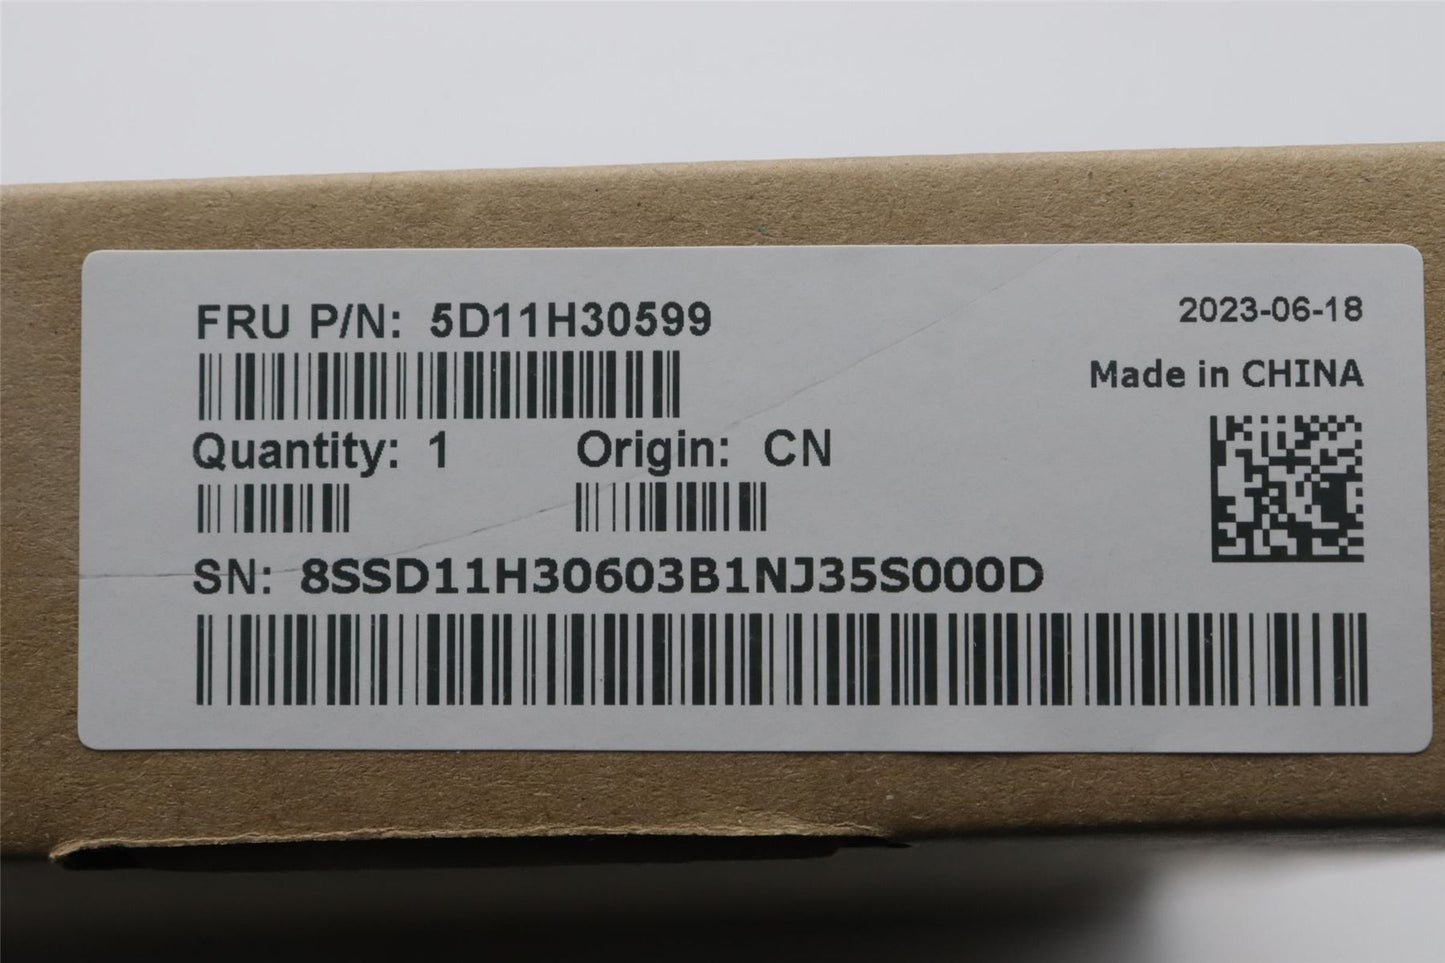 FRU P/N: 5D11H30599
2023-06-18
Made in CHINA
Quantity: 1 Origin: CN
SN: 8SSD11H30603B1NJ35S000D